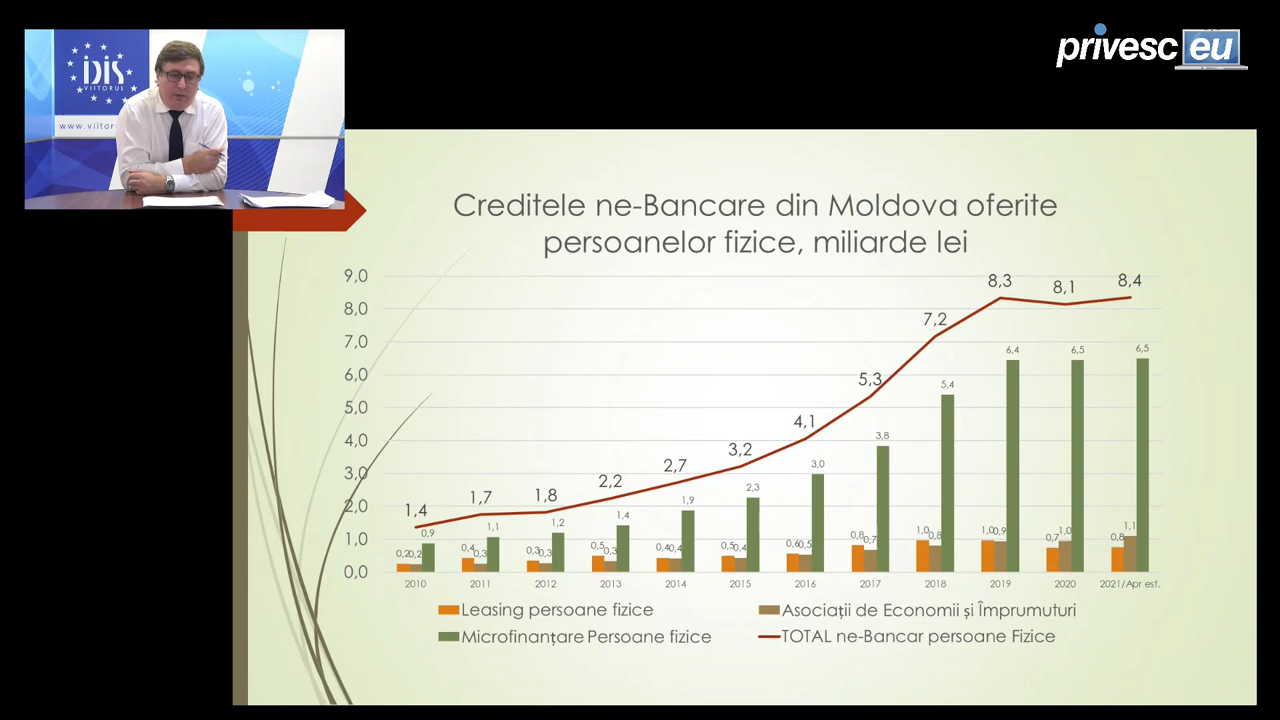 IDIS
VIITORUL
www.viitor
privesc eu
Creditele ne-Bancare din Moldova oferite
persoanelor fizice, miliarde lei
9,0
8,0
7,0
6,0
5,0
4,0
3,0
2,0
1,0
0,0
1,4
1,7
1,8
2,2
2,7
3,2
4,1
5,3
7,2
8,3
8,1
8,4
0,2 0,2 0,9
0,4 0,3 1,1
0,3 0,3 1,2
0,5 0,3 1,4
0,4 0,4 1,9
0,5 0,4 2,3
0,6 0,5 3,0
0,8 0,7 3,8
1,0 0,8 5,4
1,0 0,9 6,4
0,7 1,0 6,5
0,8 1,1 6,5
2010 2011 2012 2013 2014 2015 2016 2017 2018 2019 2020 2021/Apr est.
Leasing persoane fizice
Asociații de Economii și Împrumuturi
Microfinanțare Persoane fizice
TOTAL ne-Bancar persoane Fizice